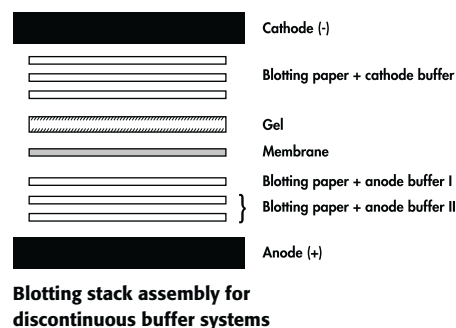 Cathode (-)
Blotting paper + cathode buffer
Gel
Membrane
Blotting paper + anode buffer I
} Blotting paper + anode buffer II
Anode (+)
Blotting stack assembly for
discontinuous buffer systems